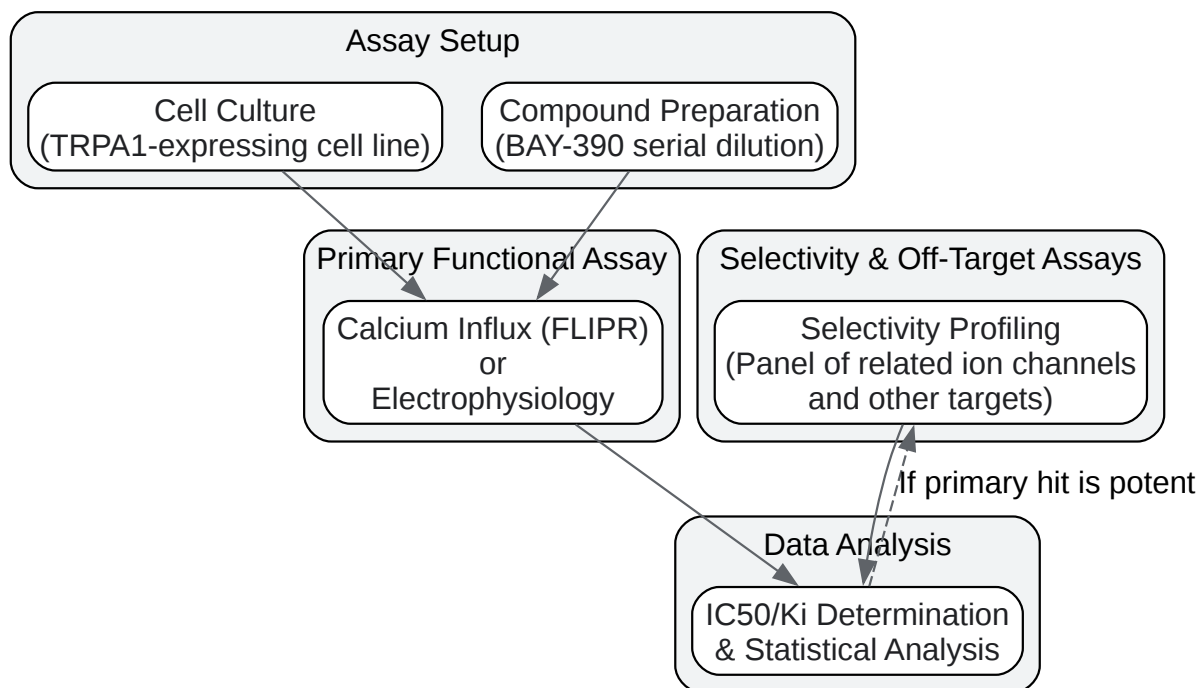 Assay Setup
Cell Culture
(TRPA1-expressing cell line)
Compound Preparation
(BAY-390 serial dilution)
Primary Functional Assay
Calcium Influx (FLIPR)
or
Electrophysiology
Selectivity & Off-Target Assays
Selectivity Profiling
(Panel of related ion channels
and other targets)
If primary hit is potent
Data Analysis
IC50/Ki Determination
& Statistical Analysis